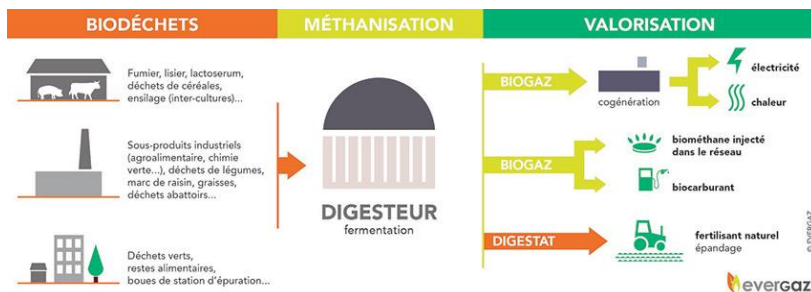 BIODÉCHETS
MÉTHANISATION
VALORISATION
Fumier, lisier, lactoserum,
déchets de céréales,
ensilage (inter-cultures)...
Sous-produits industriels
(agroalimentaire, chimie
verte...), déchets de légumes,
marc de raisin, graisses,
déchets abattoirs...
Déchets verts,
restes alimentaires,
boues de station d'épuration...
DIGESTEUR
fermentation
BIOGAZ
cogénération
électricité
chaleur
BIOGAZ
biométhane injecté
dans le réseau
biocarburant
DIGESTAT
fertilisant naturel
épandage
© EVERGAZ
evergaz